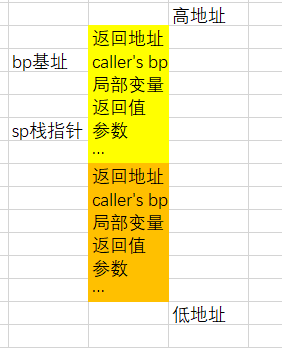 高地址
返回地址
bp基址 caller's bp
局部变量
返回值
sp栈指针 参数
...
返回地址
caller's bp
局部变量
返回值
参数
...
低地址